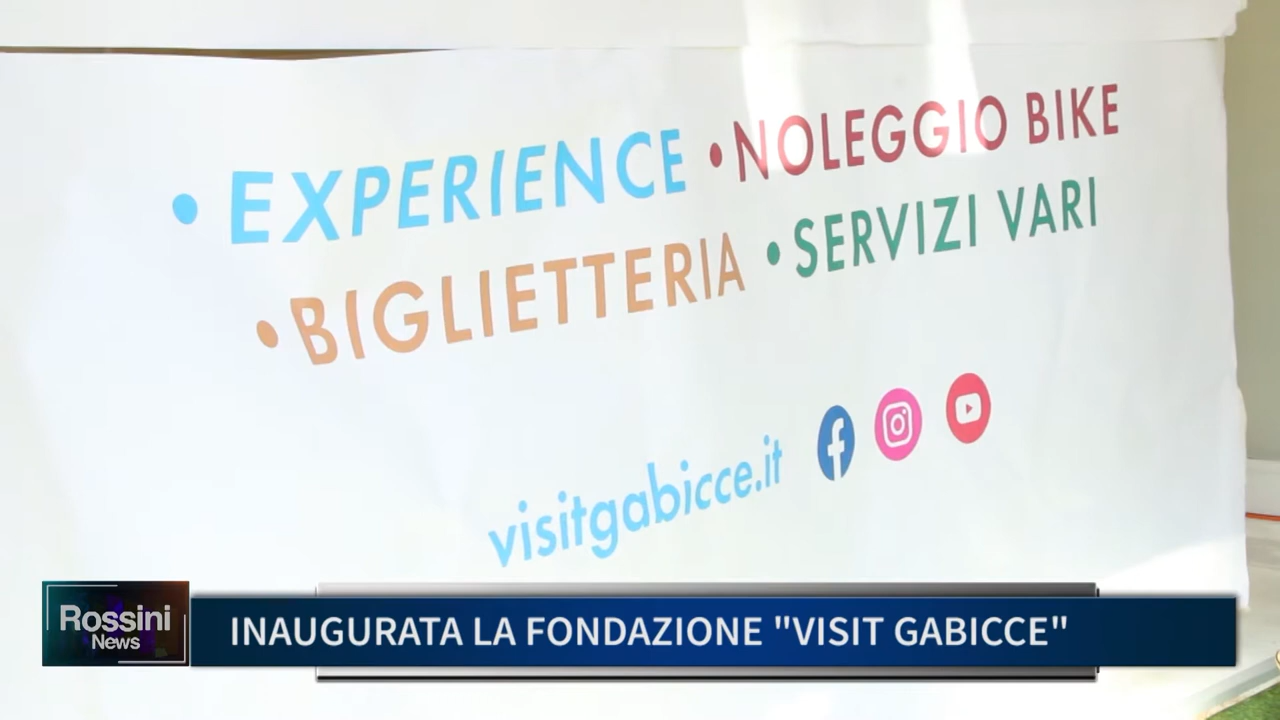 • EXPERIENCE • NOLEGGIO BIKE
• BIGLIETTERIA • SERVIZI VARI
visitgabicce.it
Rossini
News
INAUGURATA LA FONDAZIONE "VISIT GABICCE"